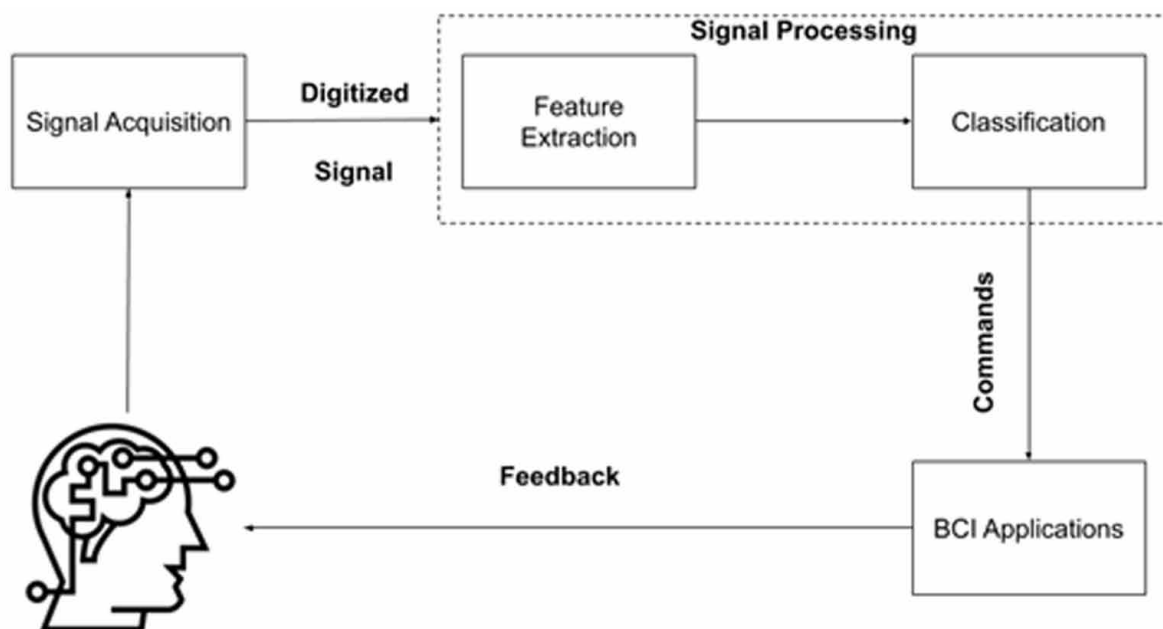 Signal Processing
Signal Acquisition
Digitized
Signal
Feature
Extraction
Classification
Commands
Feedback
BCI Applications